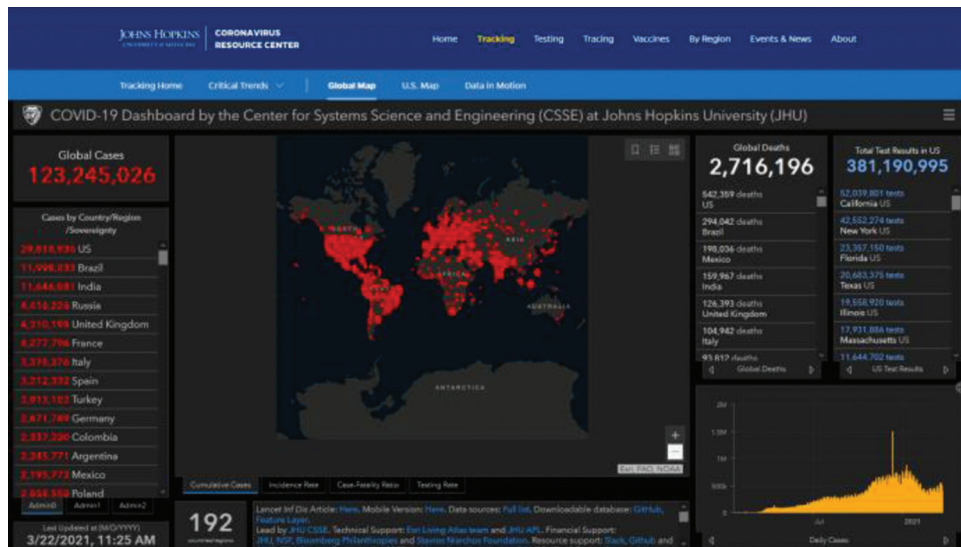 JOHNS HOPKINS
UNIVERSITY of MEDICINE
CORONAVIRUS
RESOURCE CENTER
Home Tracking Testing Tracing Vaccines By Region Events & News About
Tracking Home Critical Trends Global Map U.S. Map Data in Motion
COVID-19 Dashboard by the Center for Systems Science and Engineering (CSSE) at Johns Hopkins University (JHU)
Global Cases
123,245,026
Cases by Country/Region
/Sovereignty
US
Brazil
India
Russia
United Kingdom
France
Italy
Spain
Turkey
Germany
Colombia
Argentina
Mexico
Poland
Admin0 Admin1 Admin2
Last Updated at (M/D/YYYY)
3/22/2021, 11:25 AM
NORTH
ASIA
AFRICA
AUSTRALIA
ANTARCTICA
+
−
Esri, FAO, NOAA
Cumulative Cases Incidence Rate Case-Fatality Ratio Testing Rate
192
countries/regions
Lancet Inf Dis Article: Here. Mobile Version: Here. Data sources: Full list. Downloadable database: GitHub,
Feature Layer.
Lead by JHU CSSE. Technical Support: Esri Living Atlas team and JHU APL. Financial Support:
JHU, NSF, Bloomberg Philanthropies and Stavros Niarchos Foundation. Resource support: Slack, Github and
Global Deaths
2,716,196
542,359 deaths
US
294,042 deaths
Brazil
198,036 deaths
Mexico
159,967 deaths
India
126,393 deaths
United Kingdom
104,942 deaths
Italy
93,812 deaths
Global Deaths
Total Test Results in US
381,190,995
52,039,801 tests
California US
42,552,274 tests
New York US
23,357,150 tests
Florida US
20,683,375 tests
Texas US
19,558,920 tests
Illinois US
17,931,886 tests
Massachusetts US
11,644,702 tests
US Test Results
2M
1.5M
1M
500k
0
Jul 2021
Daily Cases